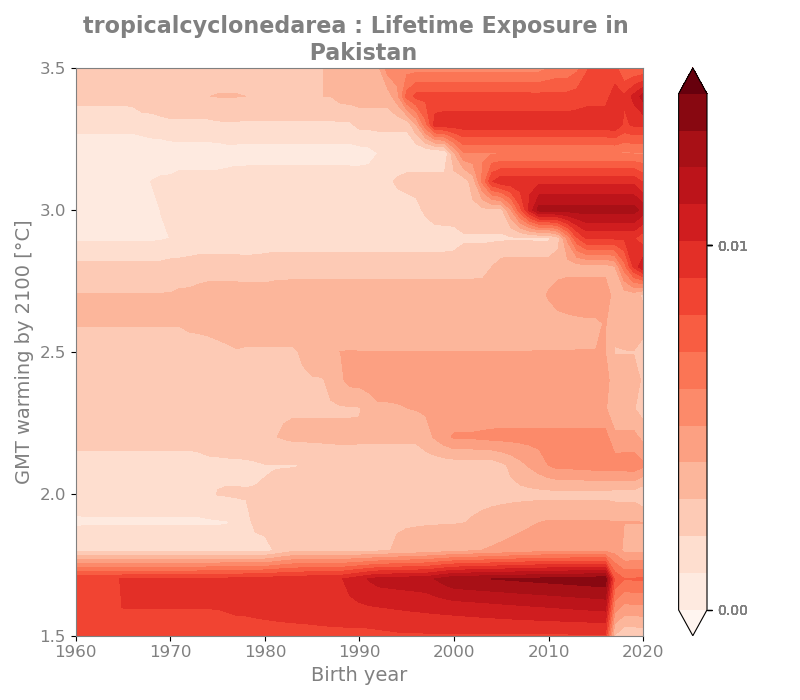 tropicalcyclonedarea : Lifetime Exposure in
Pakistan
GMT warming by 2100 [°C]
3.5
3.0
2.5
2.0
1.5
1960 1970 1980 1990 2000 2010 2020
Birth year
0.01
0.00